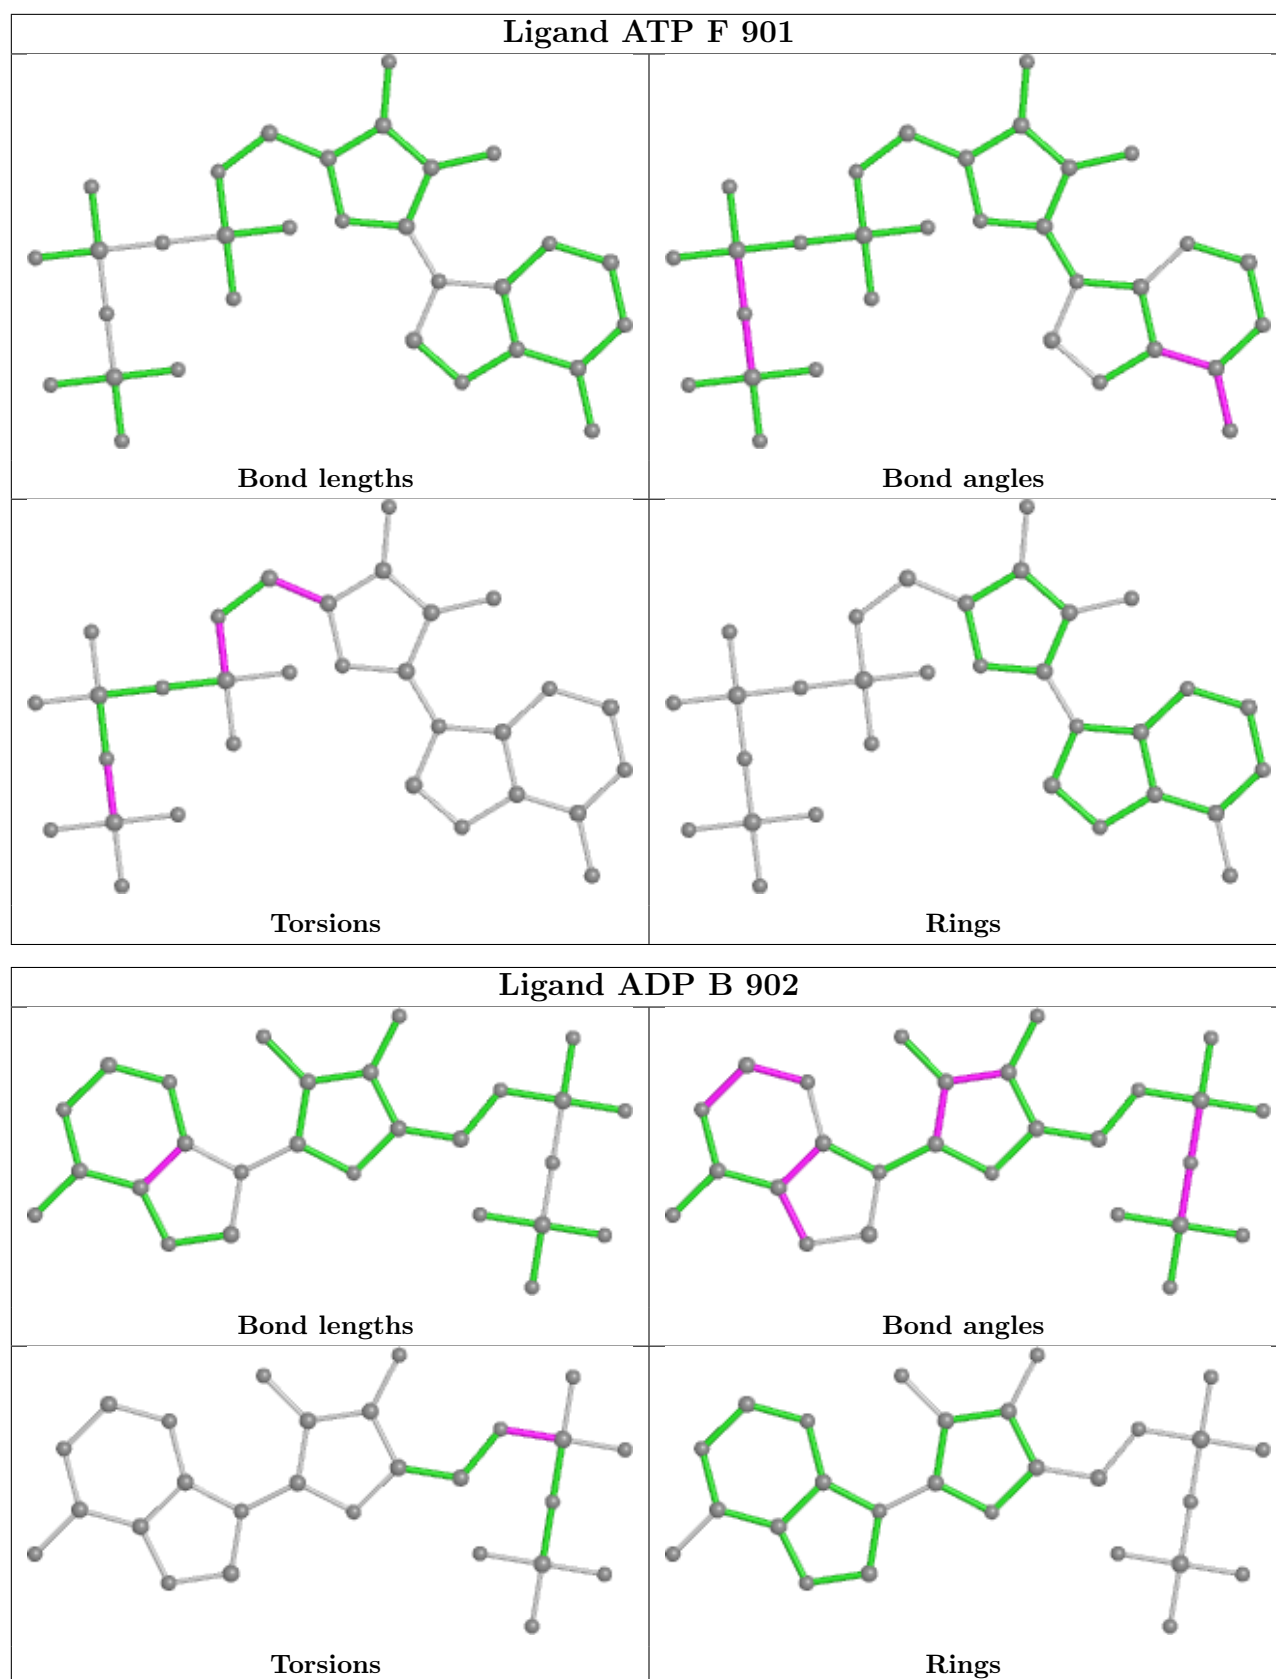 Ligand ATP F 901
Bond lengths
Bond angles
Torsions
Rings
Ligand ADP B 902
Bond lengths
Bond angles
Torsions
Rings